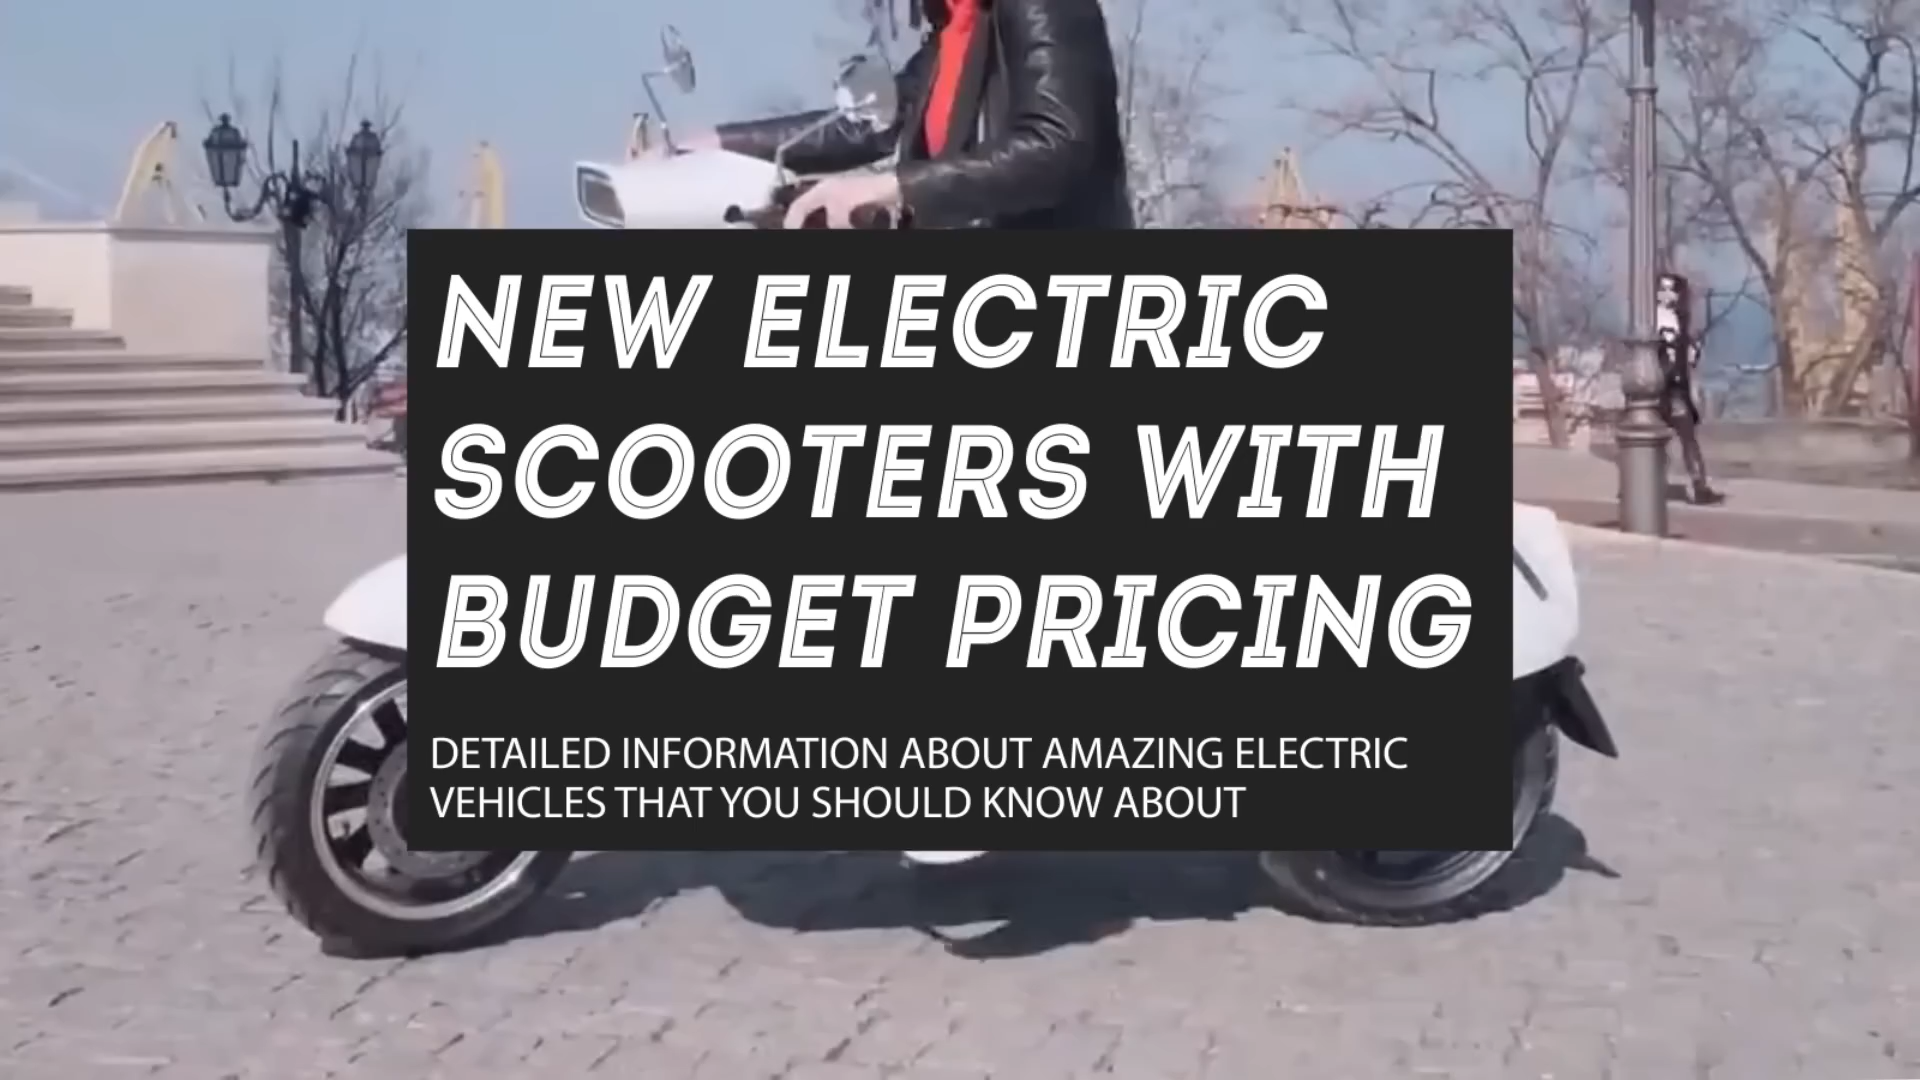 NEW ELECTRIC
SCOOTERS WITH
BUDGET PRICING
DETAILED INFORMATION ABOUT AMAZING ELECTRIC
VEHICLES THAT YOU SHOULD KNOW ABOUT